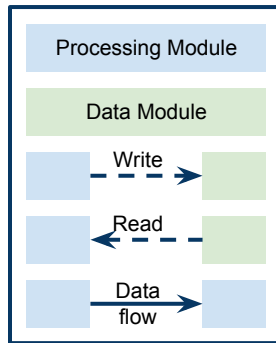 Processing Module
Data Module
Write
Read
Data
flow